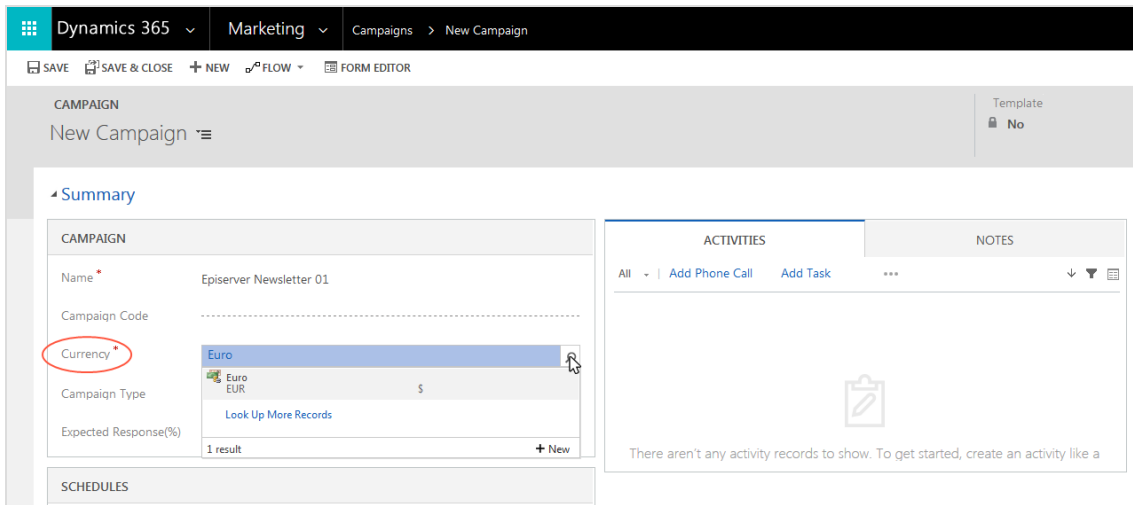 Dynamics 365 Marketing Campaigns > New Campaign
SAVE SAVE & CLOSE + NEW FLOW FORM EDITOR
CAMPAIGN
New Campaign
Template
No
Summary
CAMPAIGN
Name *
Episerver Newsletter 01
Campaign Code
Currency *
Euro
Euro
EUR $
Look Up More Records
1 result + New
Campaign Type
Expected Response(%)
SCHEDULES
ACTIVITIES NOTES
All Add Phone Call Add Task •••
There aren't any activity records to show. To get started, create an activity like a